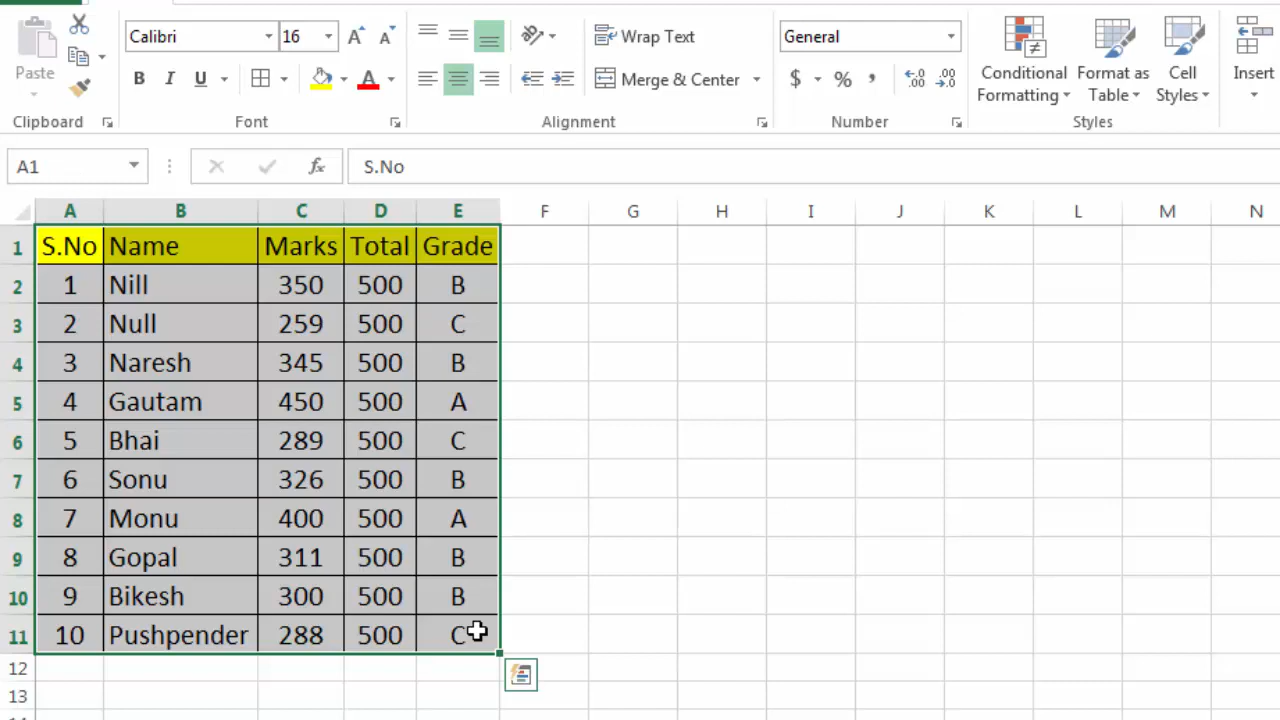 Calibri 16 Wrap Text General
Paste B I U A Merge & Center $ % , Conditional Formatting Format as Table Cell Styles Insert
Clipboard Font Alignment Number Styles
A1 fx S.No
A B C D E F G H I J K L M N
1 S.No Name Marks Total Grade
2 1 Nill 350 500 B
3 2 Null 259 500 C
4 3 Naresh 345 500 B
5 4 Gautam 450 500 A
6 5 Bhai 289 500 C
7 6 Sonu 326 500 B
8 7 Monu 400 500 A
9 8 Gopal 311 500 B
10 9 Bikesh 300 500 B
11 10 Pushpender 288 500 C
12
13